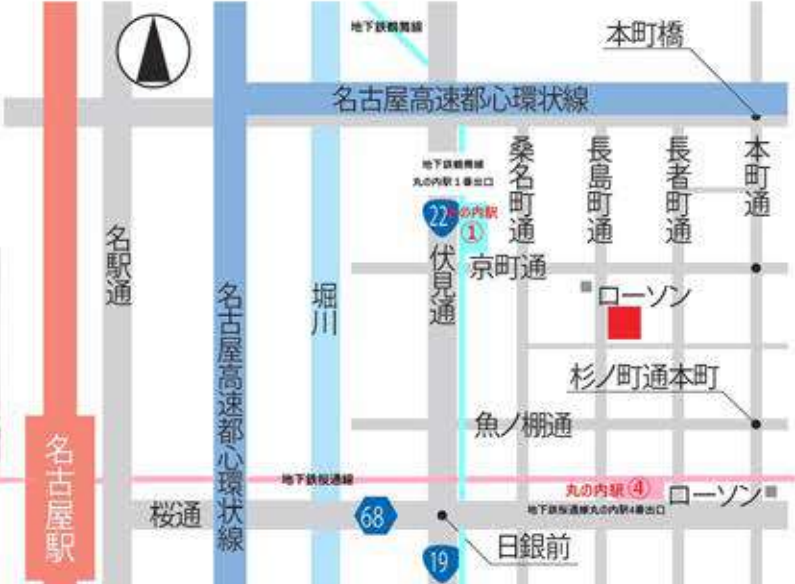 地下鉄鶴舞線
本町橋
名古屋高速都心環状線
地下鉄鶴舞線
丸の内駅1番出口
桑名町通
長島町通
長者町通
本町通
22
丸の内駅
①
名駅通
伏見通
京町通
名古屋高速都心環状線
堀川
ローソン
杉ノ町通本町
魚ノ棚通
名古屋駅
地下鉄桜通線
丸の内駅④
ローソン
桜通
68
地下鉄桜通線丸の内駅4番出口
日銀前
19